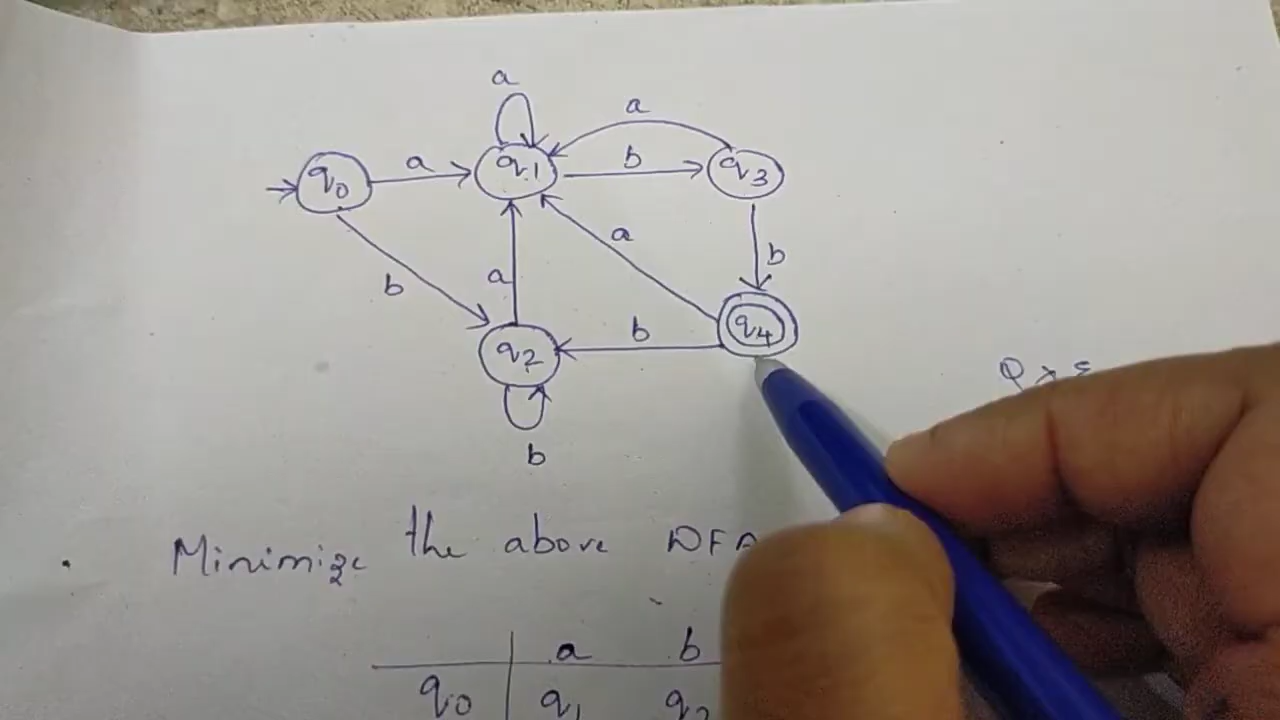 a
a
q0 a q1 b q3
a
b a b
b q4
q2
b
Q × Σ
. Minimize the above DFA
a b
q0 q1 q2